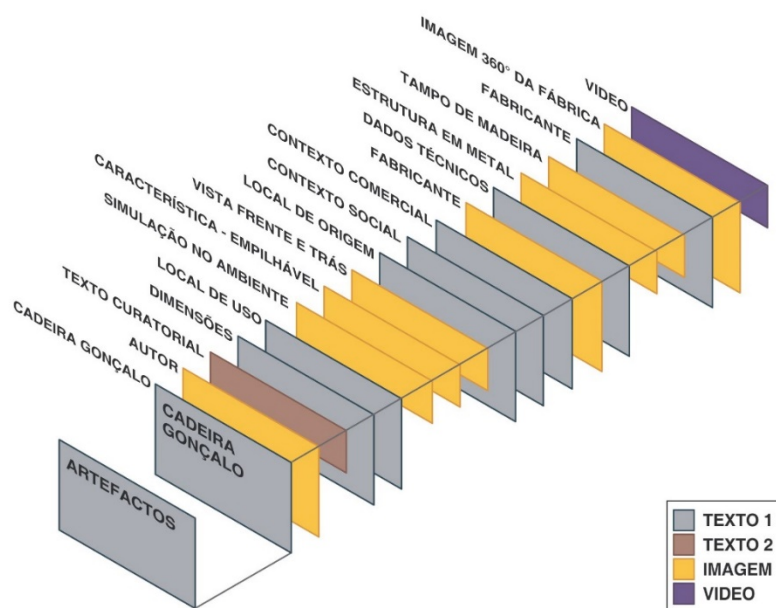 VIDEO
IMAGEM 360° DA FÁBRICA
FABRICANTE
TAMPO DE MADEIRA
ESTRUTURA EM METAL
DADOS TÉCNICOS
FABRICANTE
CONTEXTO COMERCIAL
CONTEXTO SOCIAL
LOCAL DE ORIGEM
VISTA FRENTE E TRÁS
CARACTERÍSTICA - EMPILHÁVEL
SIMULAÇÃO NO AMBIENTE
LOCAL DE USO
DIMENSÕES
TEXTO CURATORIAL
AUTOR
CADEIRA GONÇALO
CADEIRA
GONÇALO
ARTEFACTOS
TEXTO 1
TEXTO 2
IMAGEM
VIDEO